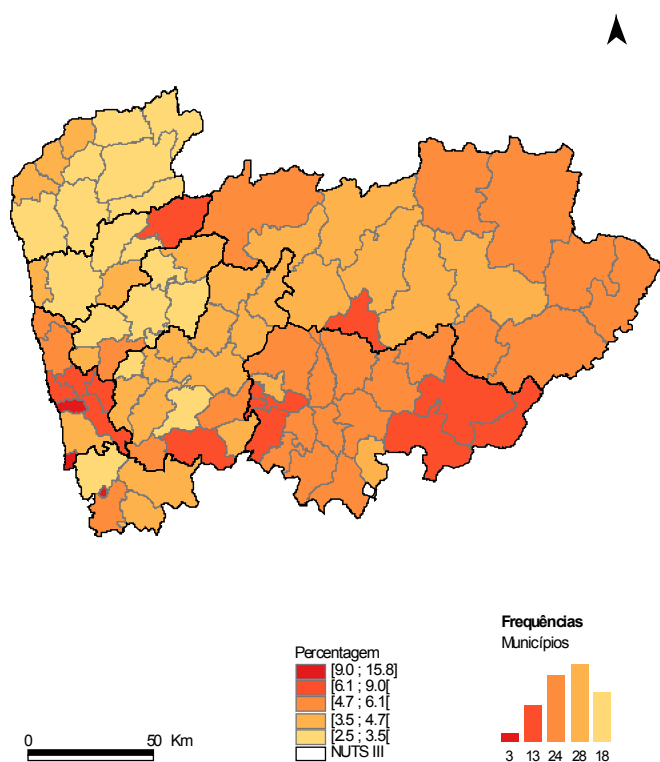 Frequências
Municípios
Percentagem
[9.0 ; 15.8]
[6.1 ; 9.0[
[4.7 ; 6.1[
[3.5 ; 4.7[
[2.5 ; 3.5[
NUTS III
0 50 Km
3 13 24 28 18